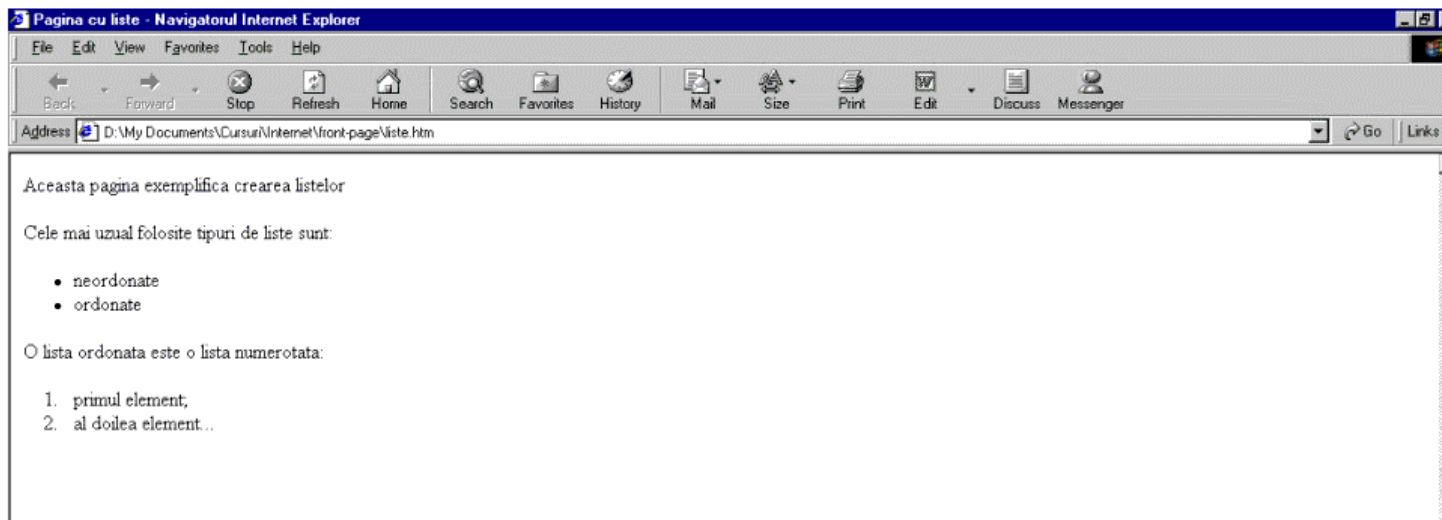 Pagina cu liste - Navigatorul Internet Explorer
File Edit View Favorites Tools Help
Back Forward Stop Refresh Home Search Favorites History Mail Size Print Edit Discuss Messenger
Address D:\My Documents\Cursuri\Internet\front-page\liste.htm Go Links
Aceasta pagina exemplifica crearea listelor
Cele mai uzual folosite tipuri de liste sunt:
• neordonate
• ordonate
O lista ordonata este o lista numerotata:
1. primul element;
2. al doilea element...